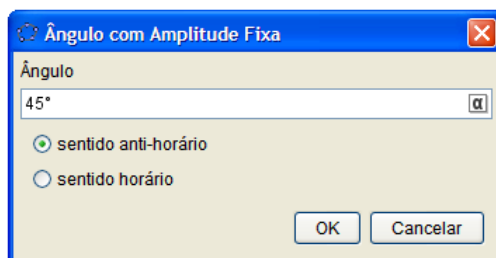 Ângulo com Amplitude Fixa
Ângulo
45° α
sentido anti-horário
sentido horário
OK Cancelar